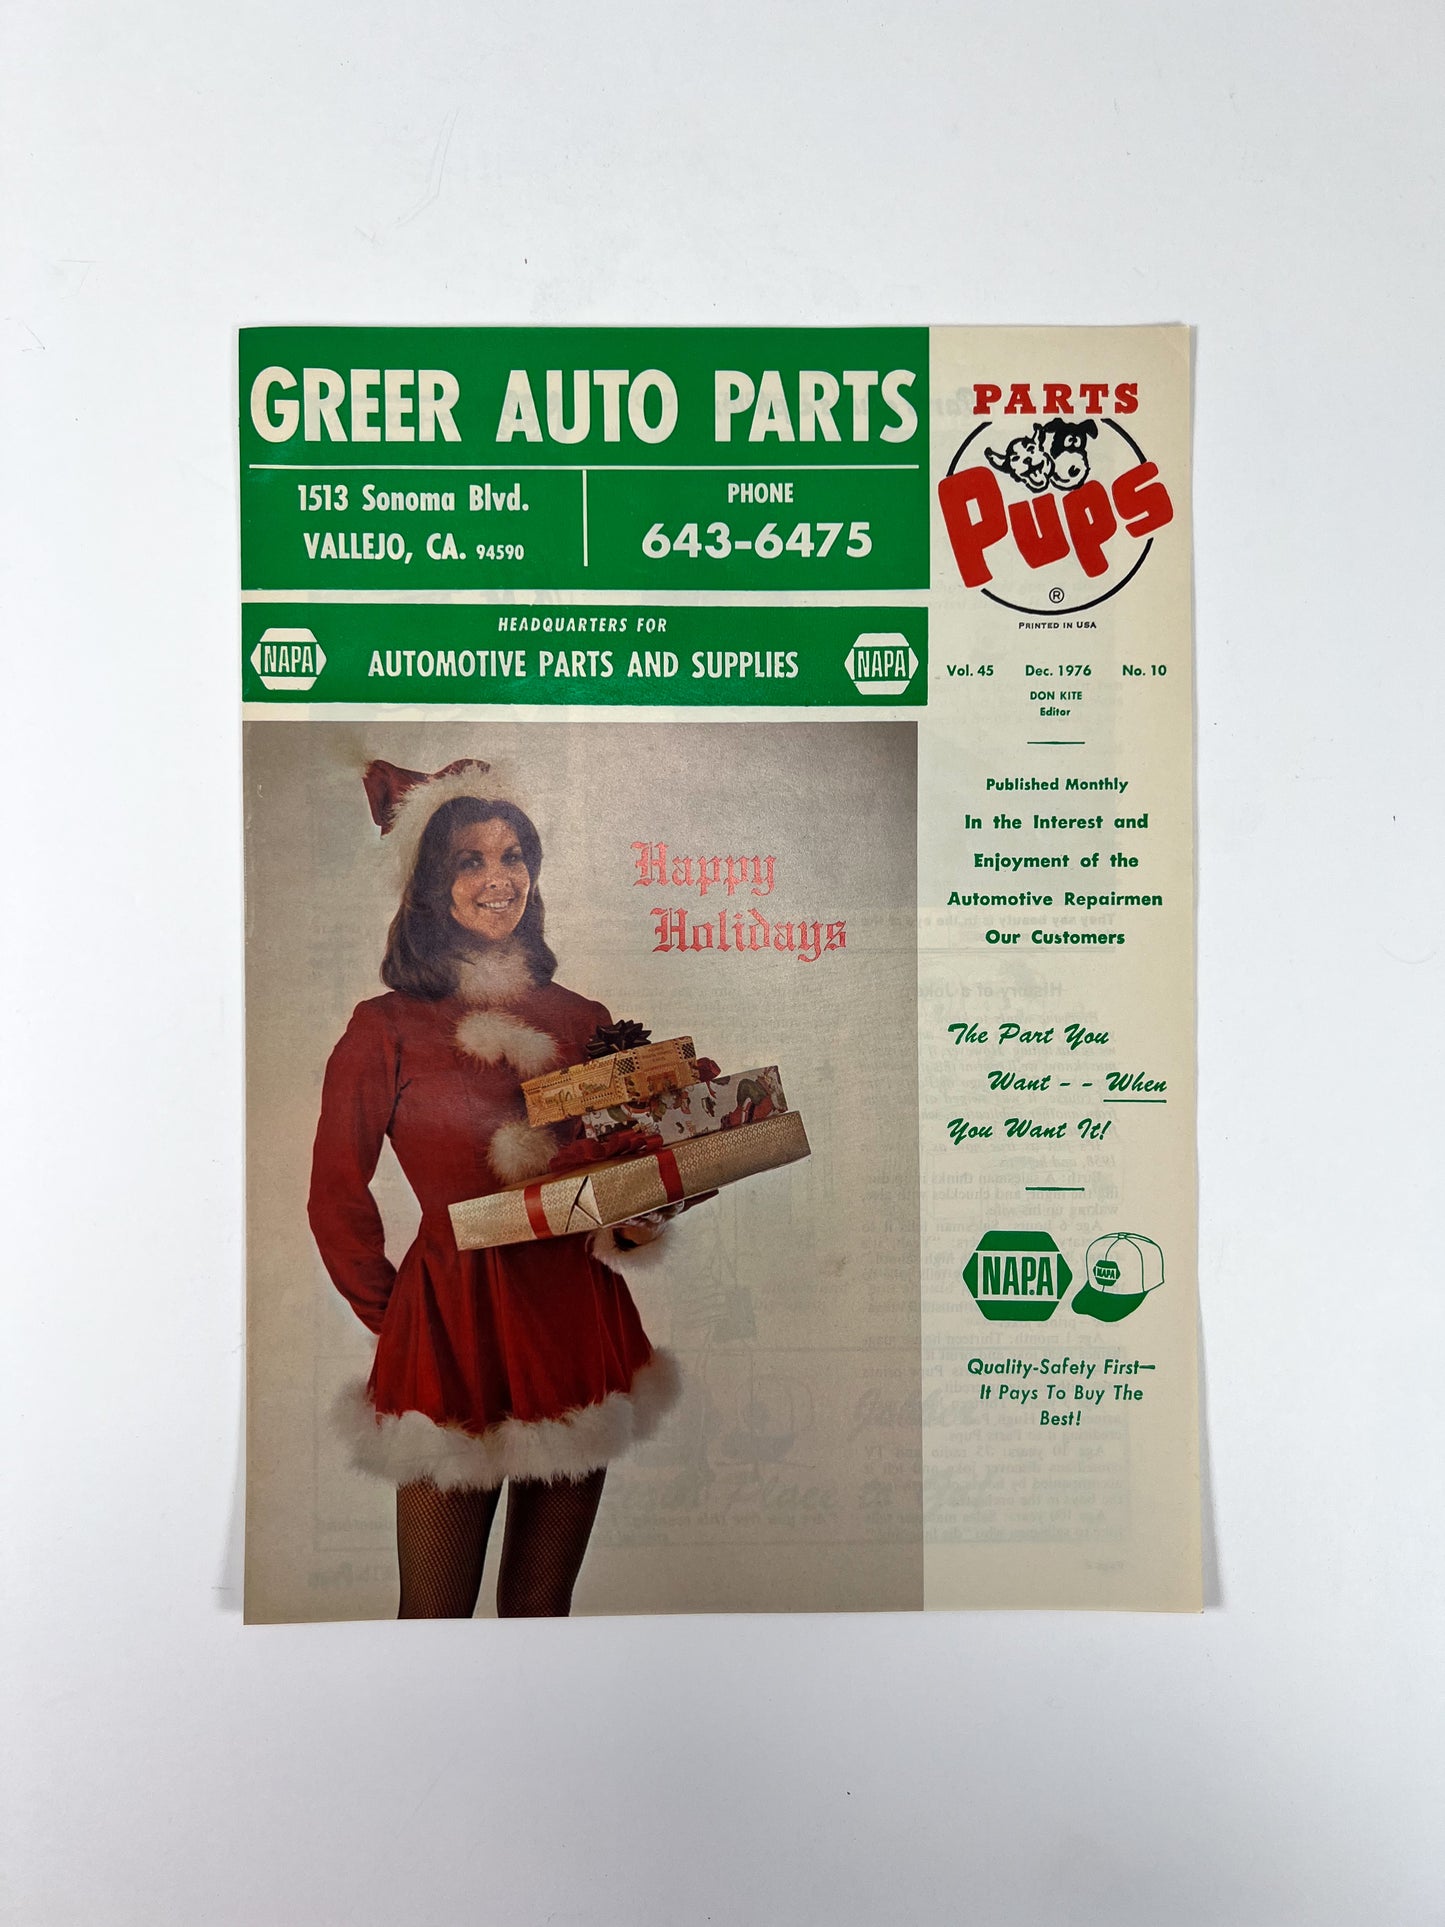 GREER AUTO PARTS
1513 Sonoma Blvd.
VALLEJO, CA. 94590
PHONE
643-6475
HEADQUARTERS FOR
AUTOMOTIVE PARTS AND SUPPLIES
NAPA
NAPA
PARTS
Pups
®
PRINTED IN USA
Vol. 45 Dec. 1976 No. 10
DON KITE
Editor
Published Monthly
In the Interest and
Enjoyment of the
Automotive Repairmen
Our Customers
The Part You
Want - - When
You Want It!
NAPA
NAPA
Quality-Safety First—
It Pays To Buy The
Best!
Happy
Holidays